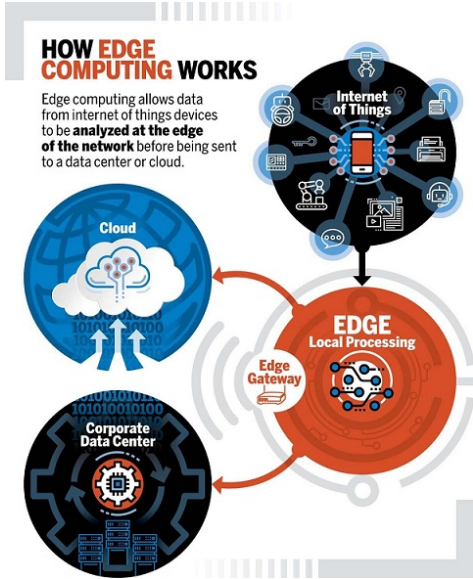 HOW EDGE
COMPUTING WORKS
Edge computing allows data
from internet of things devices
to be analyzed at the edge
of the network before being sent
to a data center or cloud.
Internet
of Things
Cloud
EDGE
Local Processing
Edge
Gateway
Corporate
Data Center